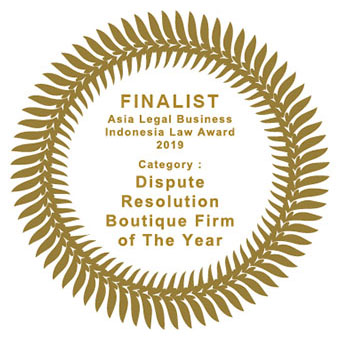 FINALIST
Asia Legal Business
Indonesia Law Award
2019
Category :
Dispute
Resolution
Boutique Firm
of The Year